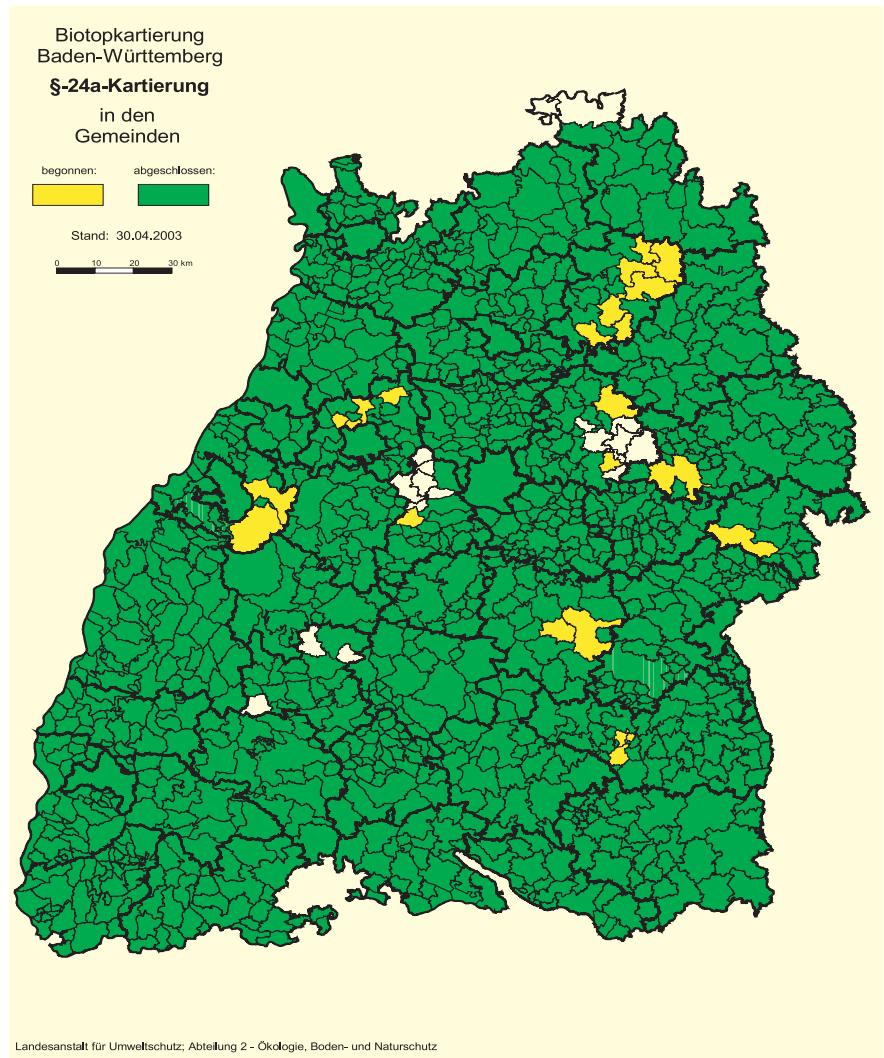 Biotopkartierung
Baden-Württemberg
§-24a-Kartierung
in den
Gemeinden
begonnen: abgeschlossen:
Stand: 30.04.2003
0 10 20 30 km
Landesanstalt für Umweltschutz; Abteilung 2 - Ökologie, Boden- und Naturschutz